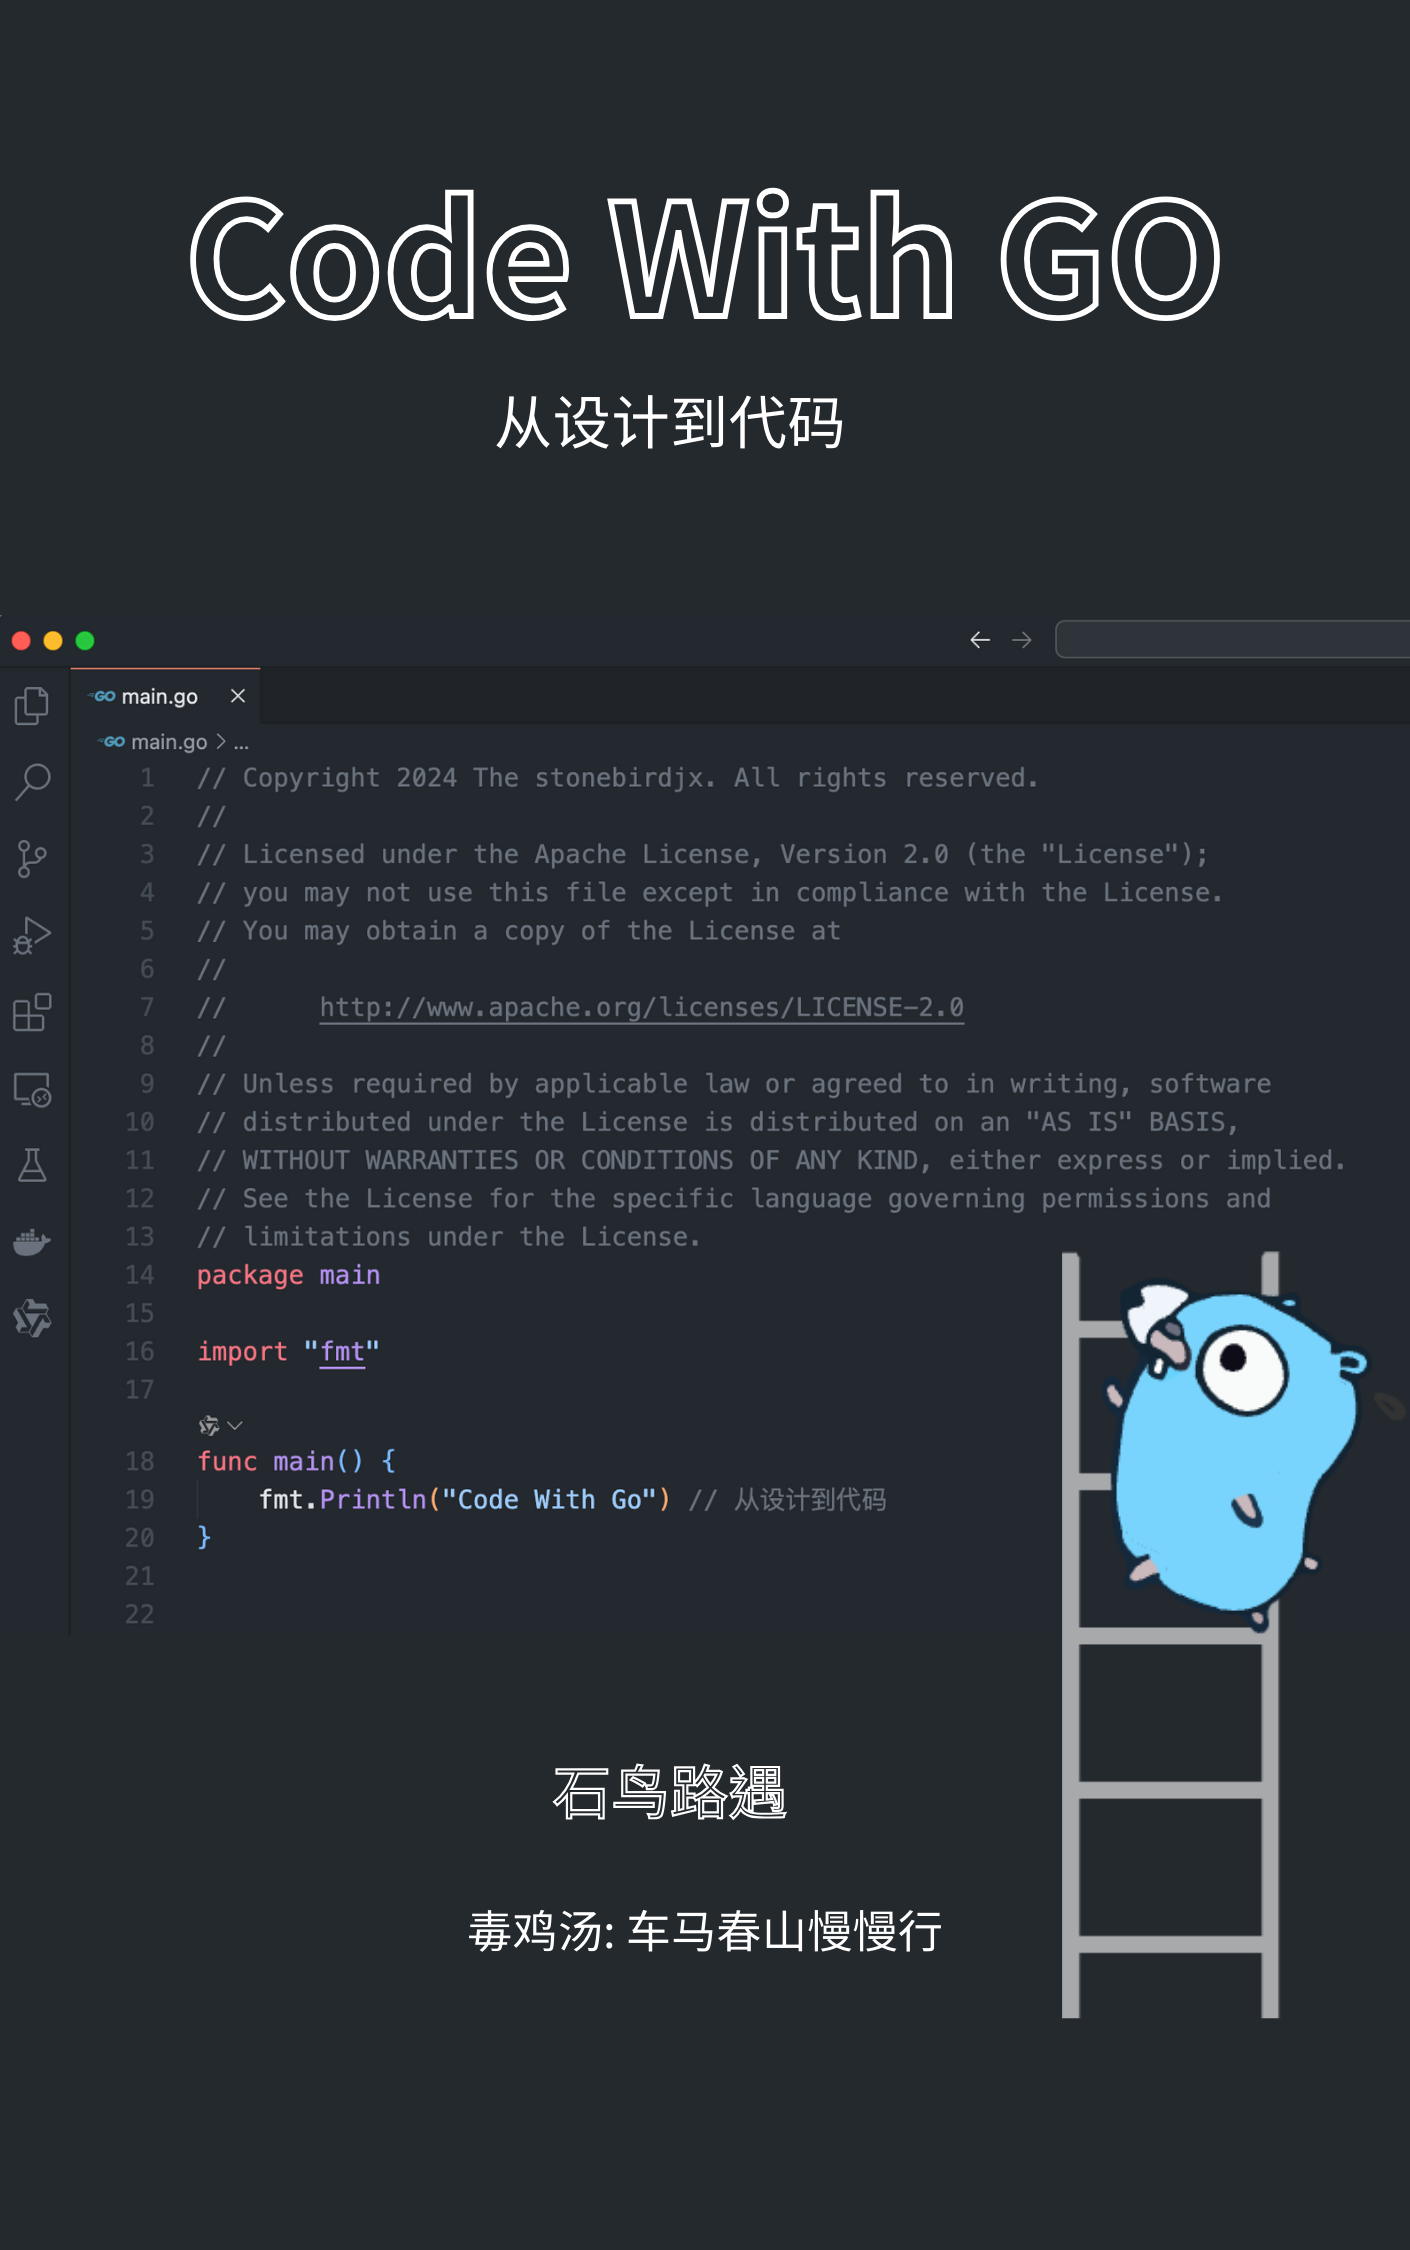 Code With GO
从设计到代码
GO main.go
GO main.go > ...
1 // Copyright 2024 The stonebirdjx. All rights reserved.
2 //
3 // Licensed under the Apache License, Version 2.0 (the "License");
4 // you may not use this file except in compliance with the License.
5 // You may obtain a copy of the License at
6 //
7 //      http://www.apache.org/licenses/LICENSE-2.0
8 //
9 // Unless required by applicable law or agreed to in writing, software
10 // distributed under the License is distributed on an "AS IS" BASIS,
11 // WITHOUT WARRANTIES OR CONDITIONS OF ANY KIND, either express or implied.
12 // See the License for the specific language governing permissions and
13 // limitations under the License.
14 package main
15
16 import "fmt"
17
18 func main() {
19     fmt.Println("Code With Go") // 从设计到代码
20 }
21
22
石鸟路遇
毒鸡汤: 车马春山慢慢行